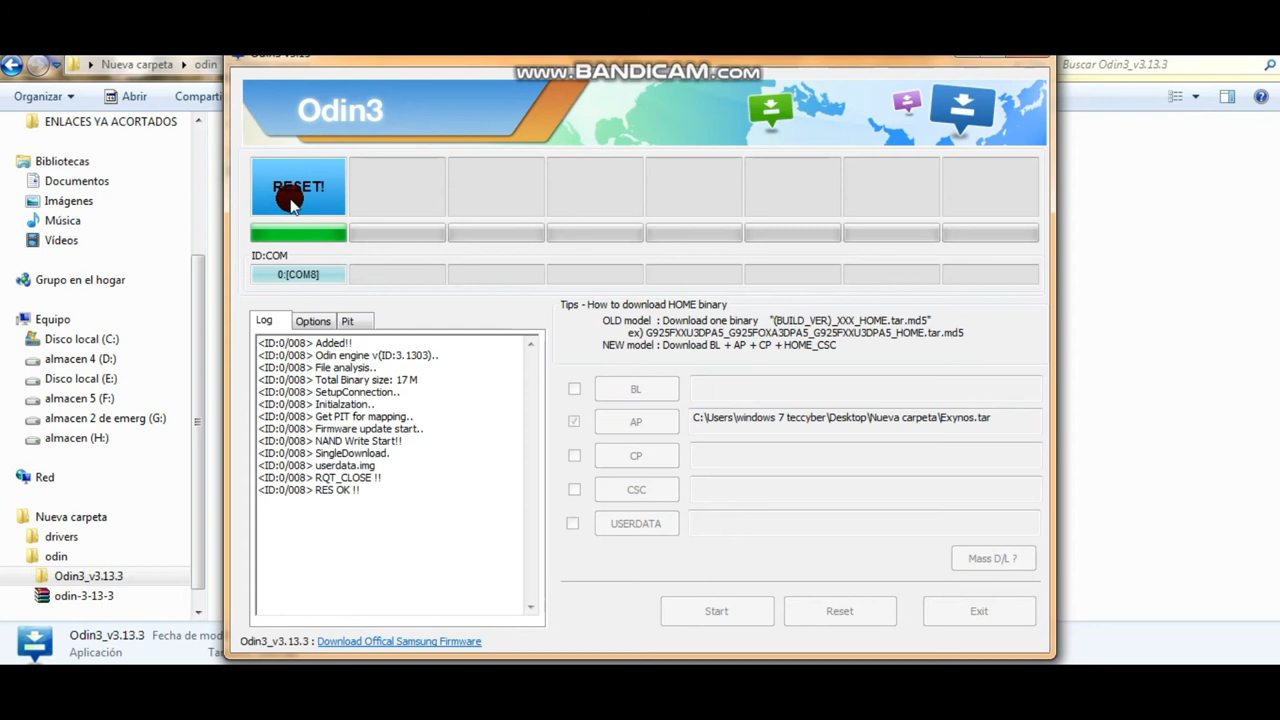 www.BANDICAM.com
Nueva carpeta
odin
Buscar Odin3_v3.13.3
Organizar
Abrir
Comparti
ENLACES YA ACORTADOS
Bibliotecas
Documentos
Imágenes
Música
Vídeos
Grupo en el hogar
Equipo
Disco local (C:)
almacen 4 (D:)
Disco local (E:)
almacen 5 (F:)
almacen 2 de emerg (G:)
almacen (H:)
Red
Nueva carpeta
drivers
odin
Odin3_v3.13.3
odin-3-13-3
Odin3_v3.13.3 Fecha de mod
Aplicación Ta
Odin3
RESET!
ID:COM
0:[COM8]
Log
Options
Pit
<ID:0/008> Added!!
<ID:0/008> Odin engine v(ID:3.1303)..
<ID:0/008> File analysis..
<ID:0/008> Total Binary size: 17 M
<ID:0/008> SetupConnection..
<ID:0/008> Initialzation..
<ID:0/008> Get PIT for mapping..
<ID:0/008> Firmware update start..
<ID:0/008> NAND Write Start!!
<ID:0/008> SingleDownload.
<ID:0/008> userdata.img
<ID:0/008> RQT_CLOSE !!
<ID:0/008> RES OK !!
Tips - How to download HOME binary
OLD model : Download one binary "(BUILD_VER)_XXX_HOME.tar.md5"
ex) G925FXXU3DPA5_G925FOXA3DPA5_G925FXXU3DPA5_HOME.tar.md5
NEW model : Download BL + AP + CP + HOME_CSC
BL
AP
C:\Users\windows 7 teccyber\Desktop\Nueva carpeta\Exynos.tar
CP
CSC
USERDATA
Mass D/L ?
Start
Reset
Exit
Odin3_v3.13.3 : Download Offical Samsung Firmware